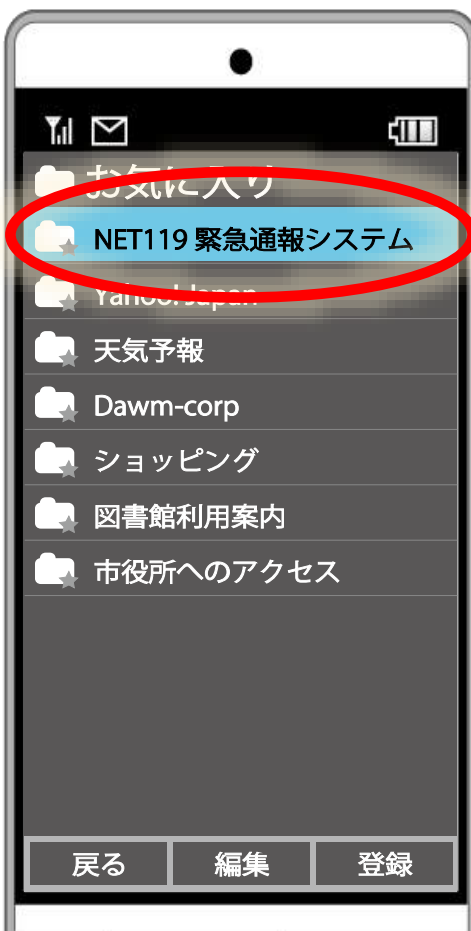 お気に入り
NET119 緊急通報システム
Yahoo! Japan
天気予報
Dawm-corp
ショッピング
図書館利用案内
市役所へのアクセス
戻る 編集 登録